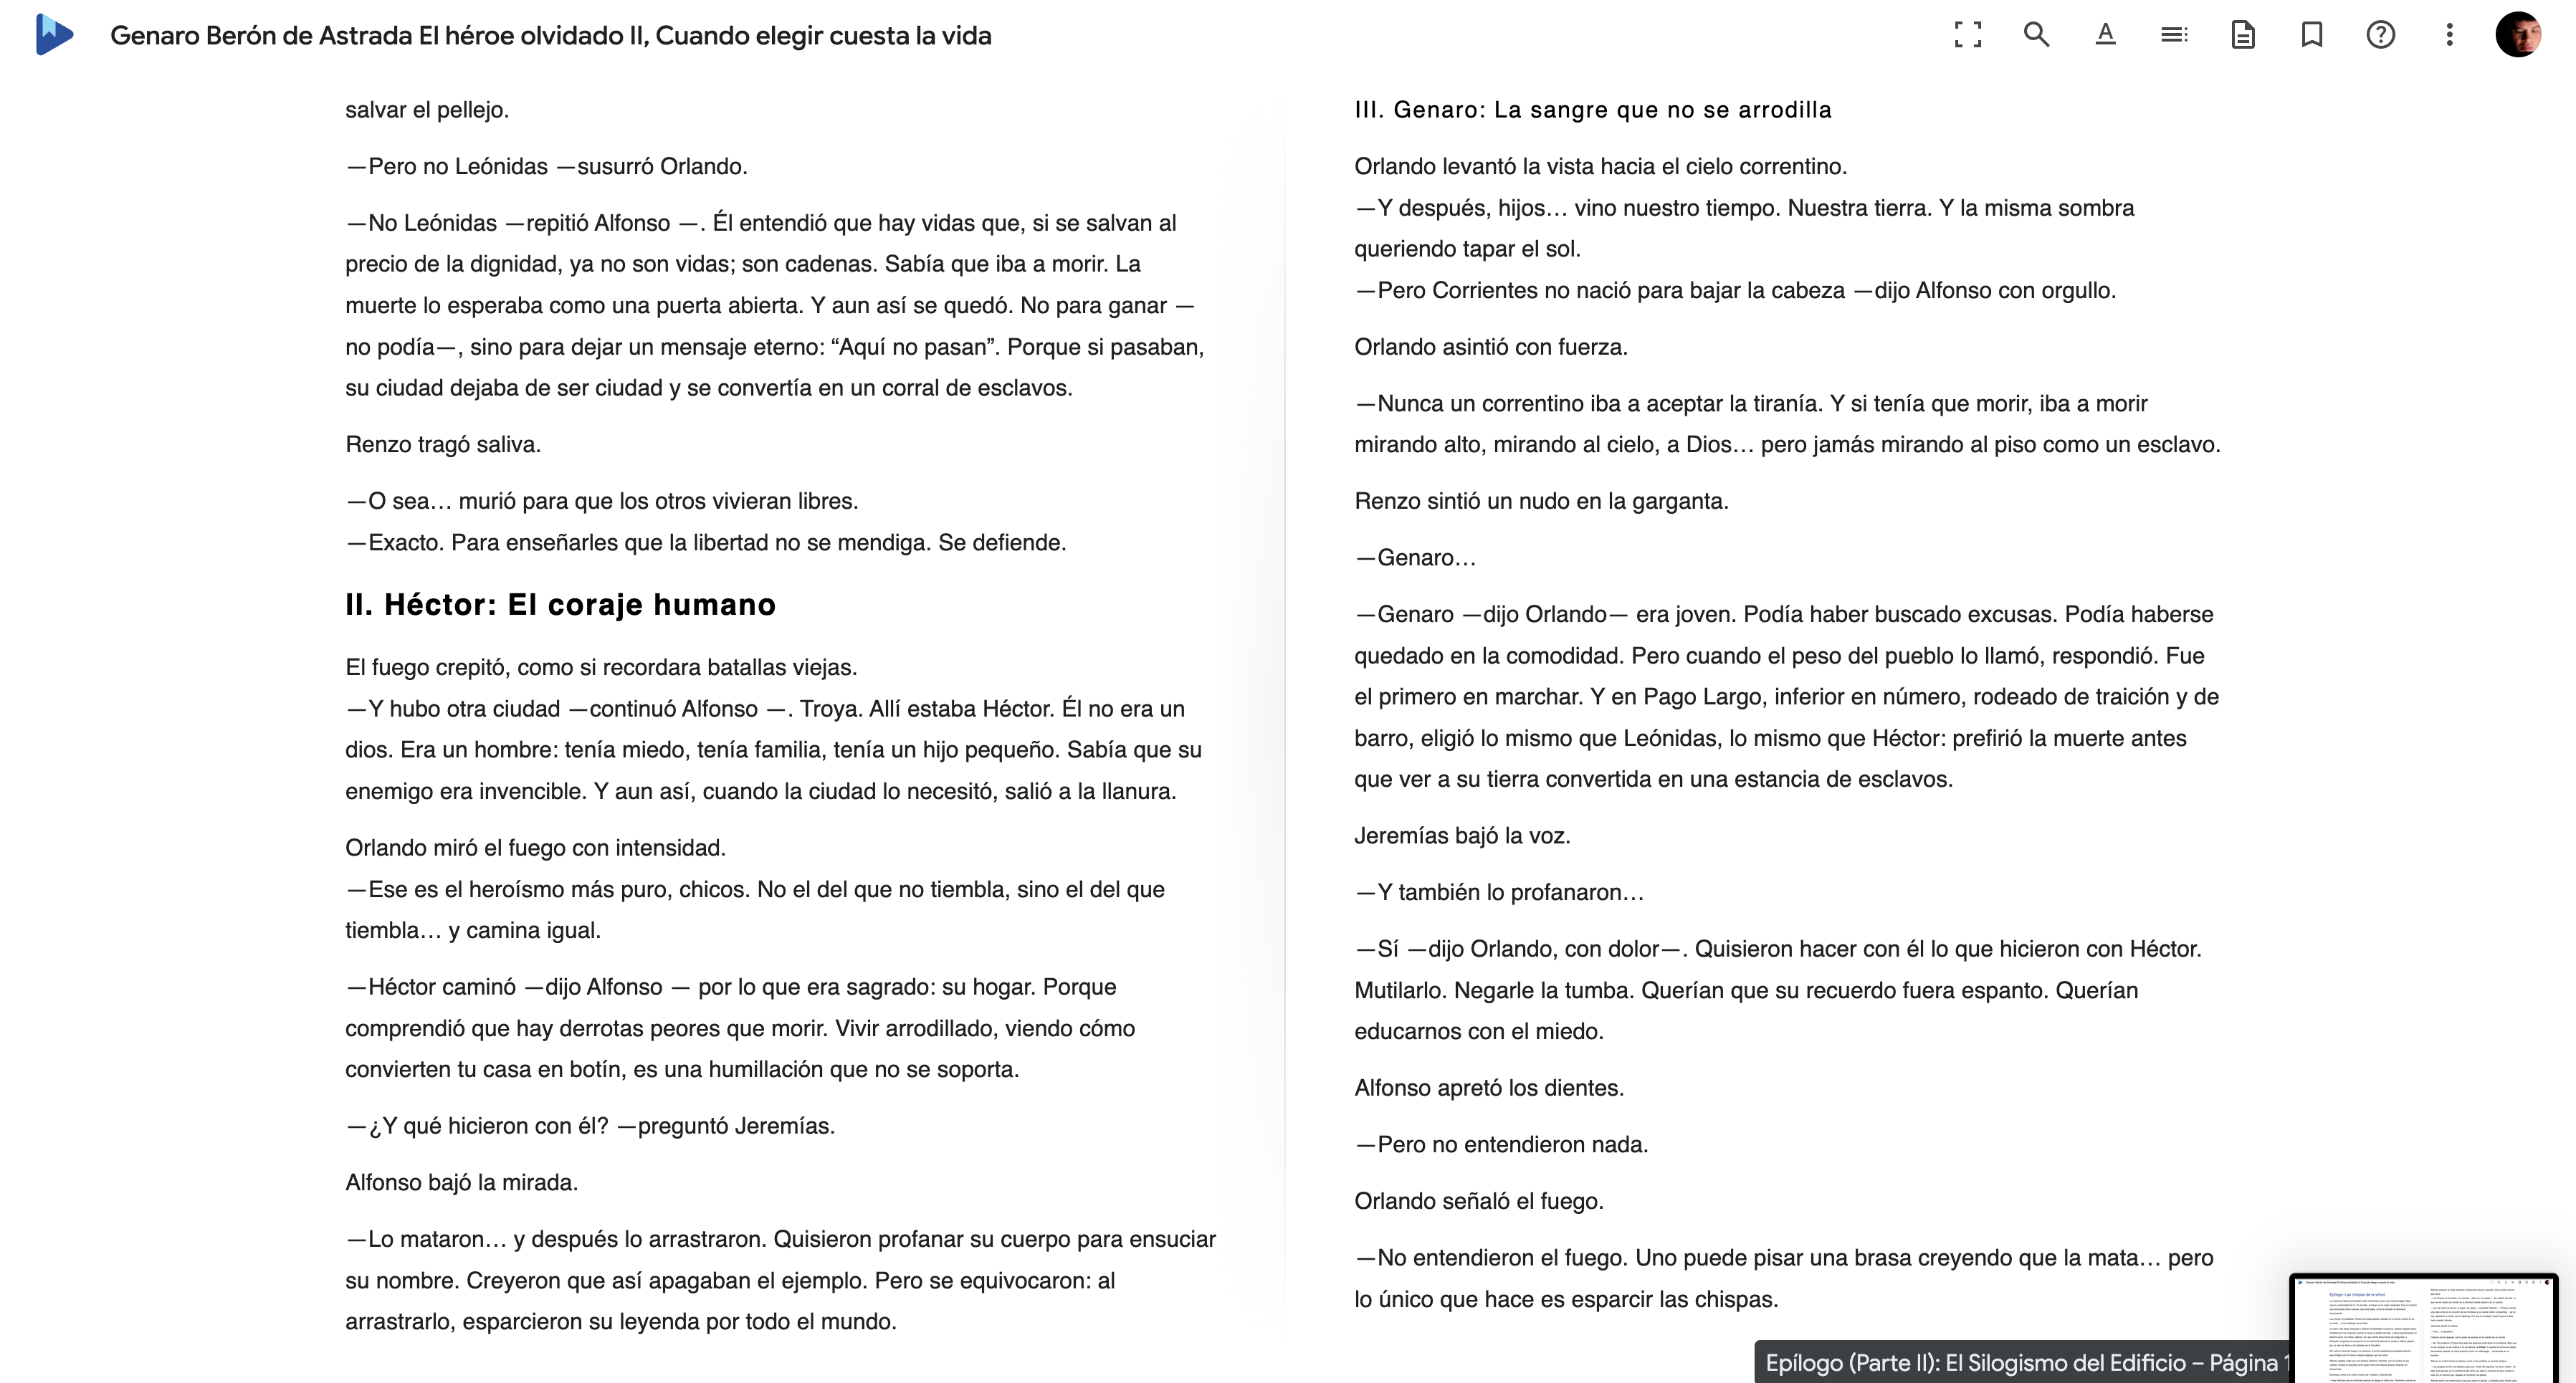 Genaro Berón de Astrada El héroe olvidado II, Cuando elegir cuesta la vida
salvar el pellejo.
—Pero no Leónidas —susurró Orlando.
—No Leónidas —repitió Alfonso —. Él entendió que hay vidas que, si se salvan al
precio de la dignidad, ya no son vidas; son cadenas. Sabía que iba a morir. La
muerte lo esperaba como una puerta abierta. Y aun así se quedó. No para ganar —
no podía—, sino para dejar un mensaje eterno: “Aquí no pasan”. Porque si pasaban,
su ciudad dejaba de ser ciudad y se convertía en un corral de esclavos.
Renzo tragó saliva.
—O sea… murió para que los otros vivieran libres.
—Exacto. Para enseñarles que la libertad no se mendiga. Se defiende.
II. Héctor: El coraje humano
El fuego crepitó, como si recordara batallas viejas.
—Y hubo otra ciudad —continuó Alfonso —. Troya. Allí estaba Héctor. Él no era un
dios. Era un hombre: tenía miedo, tenía familia, tenía un hijo pequeño. Sabía que su
enemigo era invencible. Y aun así, cuando la ciudad lo necesitó, salió a la llanura.
Orlando miró el fuego con intensidad.
—Ese es el heroísmo más puro, chicos. No el del que no tiembla, sino el del que
tiembla… y camina igual.
—Héctor caminó —dijo Alfonso — por lo que era sagrado: su hogar. Porque
comprendió que hay derrotas peores que morir. Vivir arrodillado, viendo cómo
convierten tu casa en botín, es una humillación que no se soporta.
—¿Y qué hicieron con él? —preguntó Jeremías.
Alfonso bajó la mirada.
—Lo mataron… y después lo arrastraron. Quisieron profanar su cuerpo para ensuciar
su nombre. Creyeron que así apagaban el ejemplo. Pero se equivocaron: al
arrastrarlo, esparcieron su leyenda por todo el mundo.
III. Genaro: La sangre que no se arrodilla
Orlando levantó la vista hacia el cielo correntino.
—Y después, hijos… vino nuestro tiempo. Nuestra tierra. Y la misma sombra
queriendo tapar el sol.
—Pero Corrientes no nació para bajar la cabeza —dijo Alfonso con orgullo.
Orlando asintió con fuerza.
—Nunca un correntino iba a aceptar la tiranía. Y si tenía que morir, iba a morir
mirando alto, mirando al cielo, a Dios… pero jamás mirando al piso como un esclavo.
Renzo sintió un nudo en la garganta.
—Genaro…
—Genaro —dijo Orlando— era joven. Podía haber buscado excusas. Podía haberse
quedado en la comodidad. Pero cuando el peso del pueblo lo llamó, respondió. Fue
el primero en marchar. Y en Pago Largo, inferior en número, rodeado de traición y de
barro, eligió lo mismo que Leónidas, lo mismo que Héctor: prefirió la muerte antes
que ver a su tierra convertida en una estancia de esclavos.
Jeremías bajó la voz.
—Y también lo profanaron…
—Sí —dijo Orlando, con dolor—. Quisieron hacer con él lo que hicieron con Héctor.
Mutilarlo. Negarle la tumba. Querían que su recuerdo fuera espanto. Querían
educarnos con el miedo.
Alfonso apretó los dientes.
—Pero no entendieron nada.
Orlando señaló el fuego.
—No entendieron el fuego. Uno puede pisar una brasa creyendo que la mata… pero
lo único que hace es esparcir las chispas.
Epílogo (Parte II): El Silogismo del Edificio – Página 1
Epílogo: Las chispas de la virtud